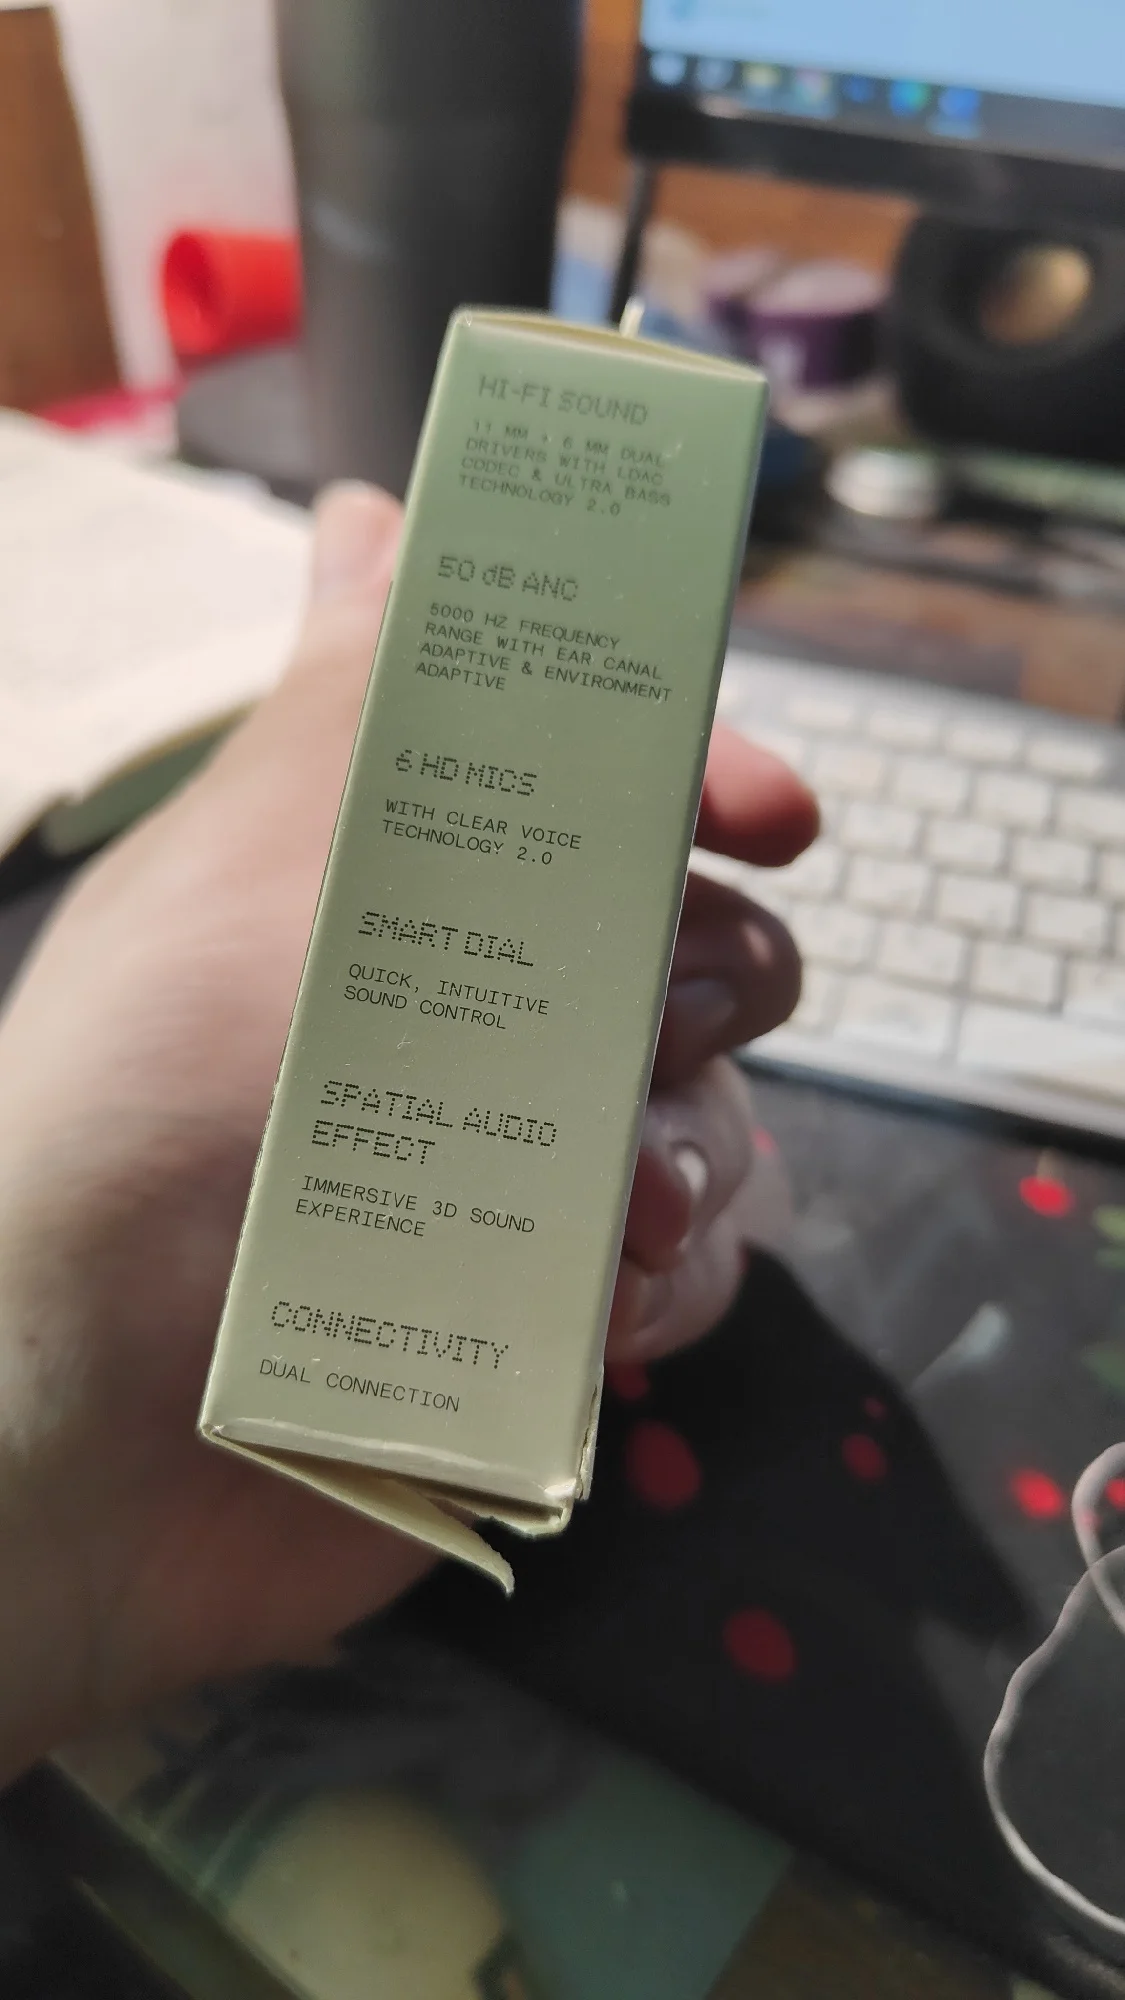 HI-FI SOUND
11 MM + 6 MM DUAL
DRIVERS WITH LDAC
CODEC & ULTRA BASS
TECHNOLOGY 2.0
50 dB ANC
5000 HZ FREQUENCY
RANGE WITH EAR CANAL
ADAPTIVE & ENVIRONMENT
ADAPTIVE
6 HD MICS
WITH CLEAR VOICE
TECHNOLOGY 2.0
SMART DIAL
QUICK, INTUITIVE
SOUND CONTROL
SPATIAL AUDIO
EFFECT
IMMERSIVE 3D SOUND
EXPERIENCE
CONNECTIVITY
DUAL CONNECTION